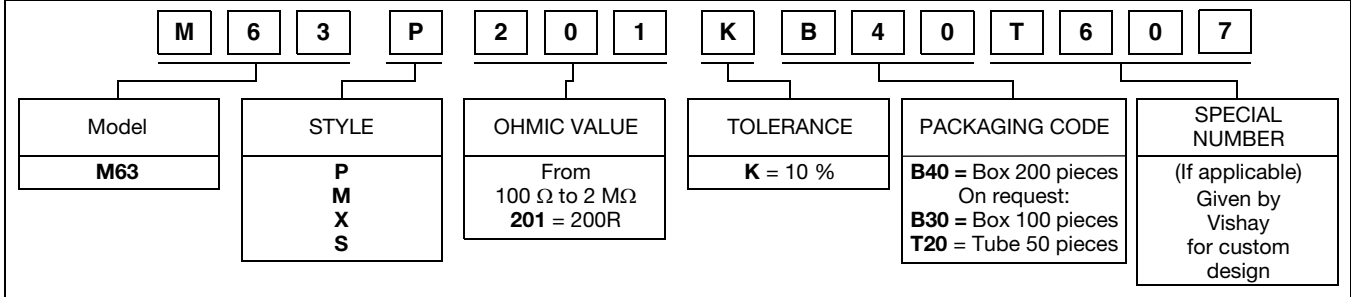 M 6 3 P 2 0 1 K B 4 0 T 6 0 7
Model
M63
STYLE
P
M
X
S
OHMIC VALUE
From
100 Ω to 2 MΩ
201 = 200R
TOLERANCE
K = 10 %
PACKAGING CODE
B40 = Box 200 pieces
On request:
B30 = Box 100 pieces
T20 = Tube 50 pieces
SPECIAL
NUMBER
(If applicable)
Given by
Vishay
for custom
design